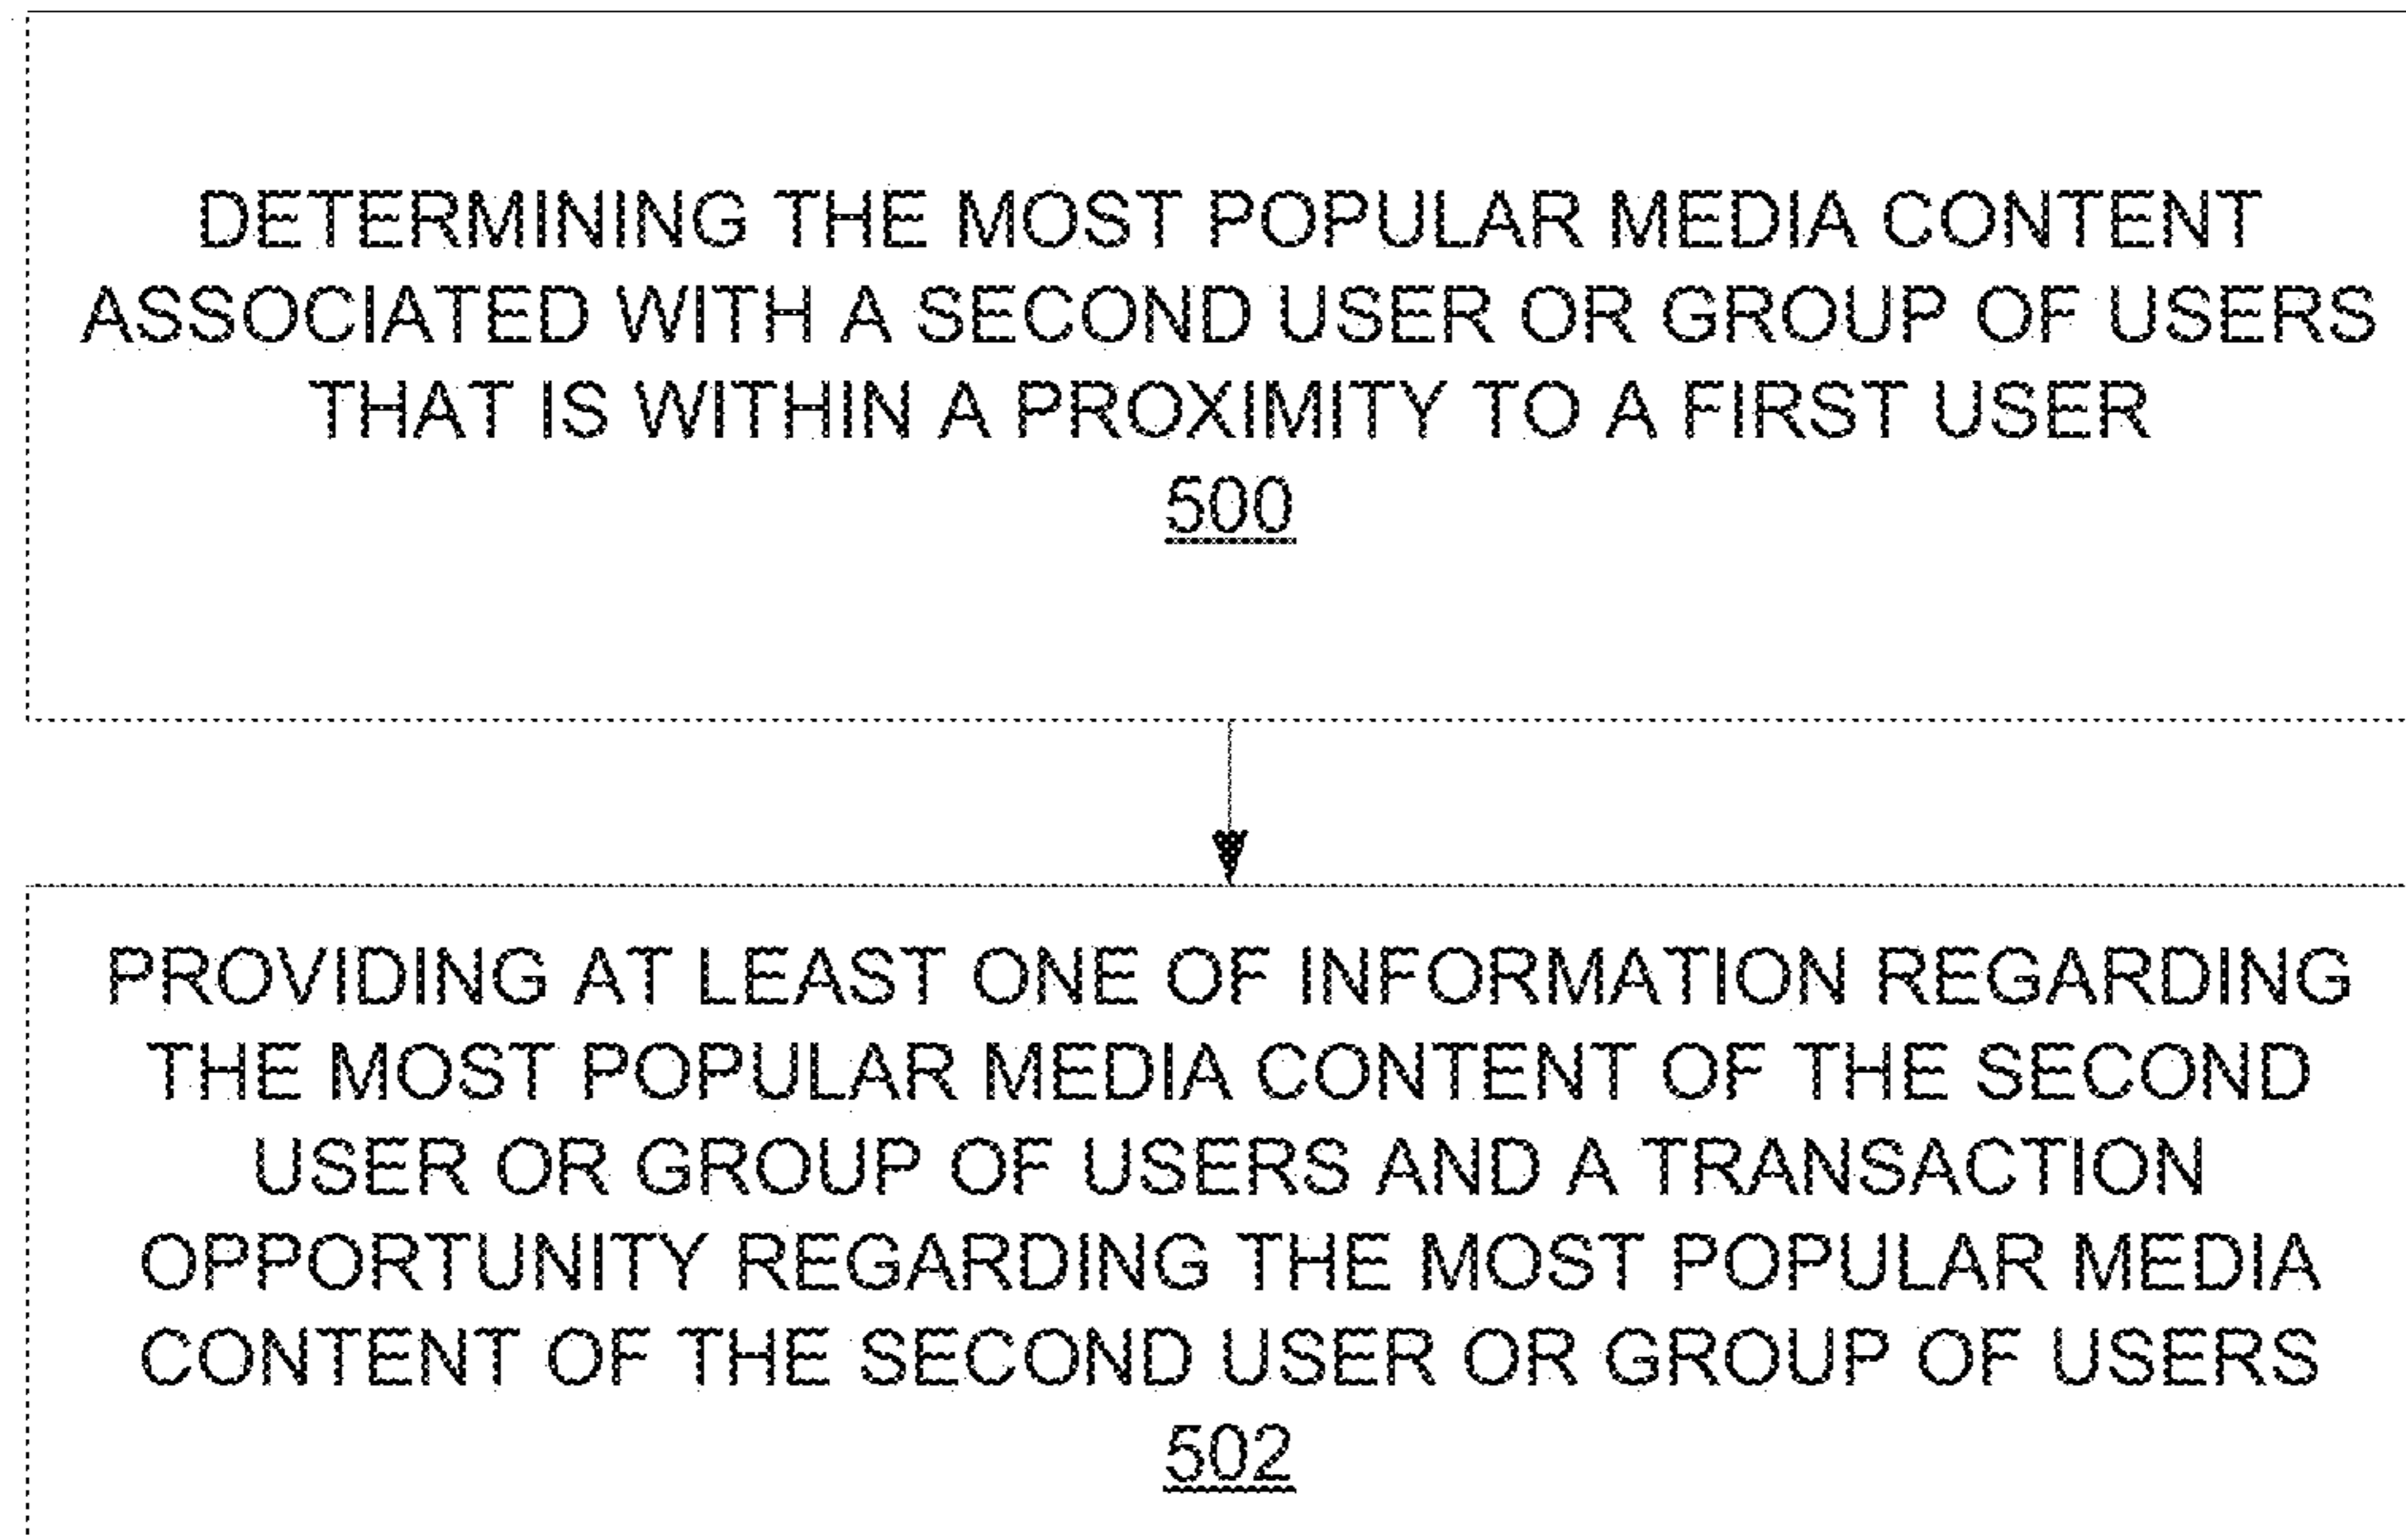 DETERMINING THE MOST POPULAR MEDIA CONTENT
ASSOCIATED WITH A SECOND USER OR GROUP OF USERS
THAT IS WITHIN A PROXIMITY TO A FIRST USER
500
PROVIDING AT LEAST ONE OF INFORMATION REGARDING
THE MOST POPULAR MEDIA CONTENT OF THE SECOND
USER OR GROUP OF USERS AND A TRANSACTION
OPPORTUNITY REGARDING THE MOST POPULAR MEDIA
CONTENT OF THE SECOND USER OR GROUP OF USERS
502